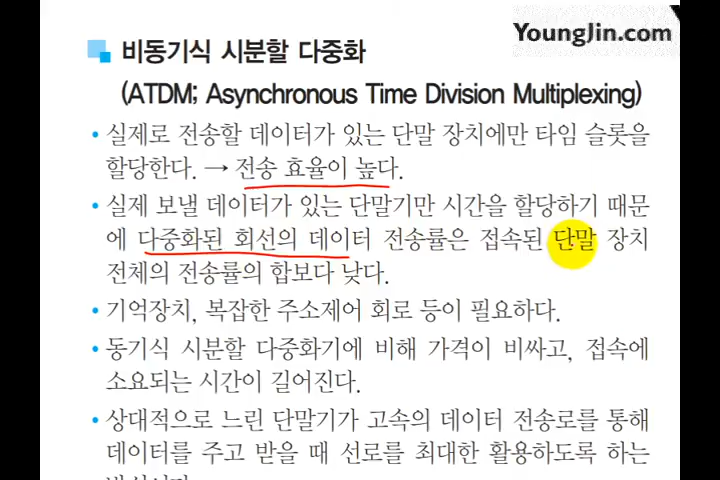 YoungJin.com
비동기식 시분할 다중화
(ATDM; Asynchronous Time Division Multiplexing)
• 실제로 전송할 데이터가 있는 단말 장치에만 타임 슬롯을
할당한다. → 전송 효율이 높다.
• 실제 보낼 데이터가 있는 단말기만 시간을 할당하기 때문
에 다중화된 회선의 데이터 전송률은 접속된 단말 장치
전체의 전송률의 합보다 낮다.
• 기억장치, 복잡한 주소제어 회로 등이 필요하다.
• 동기식 시분할 다중화기에 비해 가격이 비싸고, 접속에
소요되는 시간이 길어진다.
• 상대적으로 느린 단말기가 고속의 데이터 전송로를 통해
데이터를 주고 받을 때 선로를 최대한 활용하도록 하는